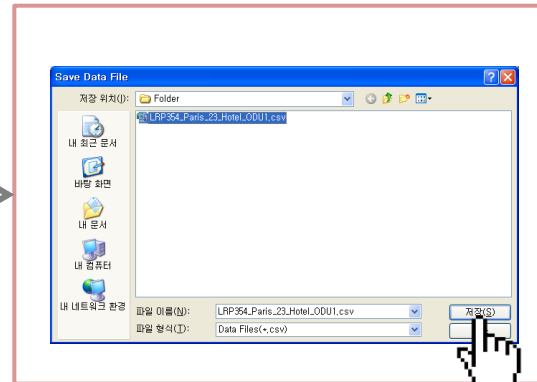 Save Data File
저장 위치(I): Folder
LRP354_Paris_23_Hotel_ODU1.csv
내 최근 문서
바탕 화면
내 문서
내 컴퓨터
내 네트워크 환경
파일 이름(N): LRP354_Paris_23_Hotel_ODU1.csv 저장(S)
파일 형식(T): Data Files(*.csv)